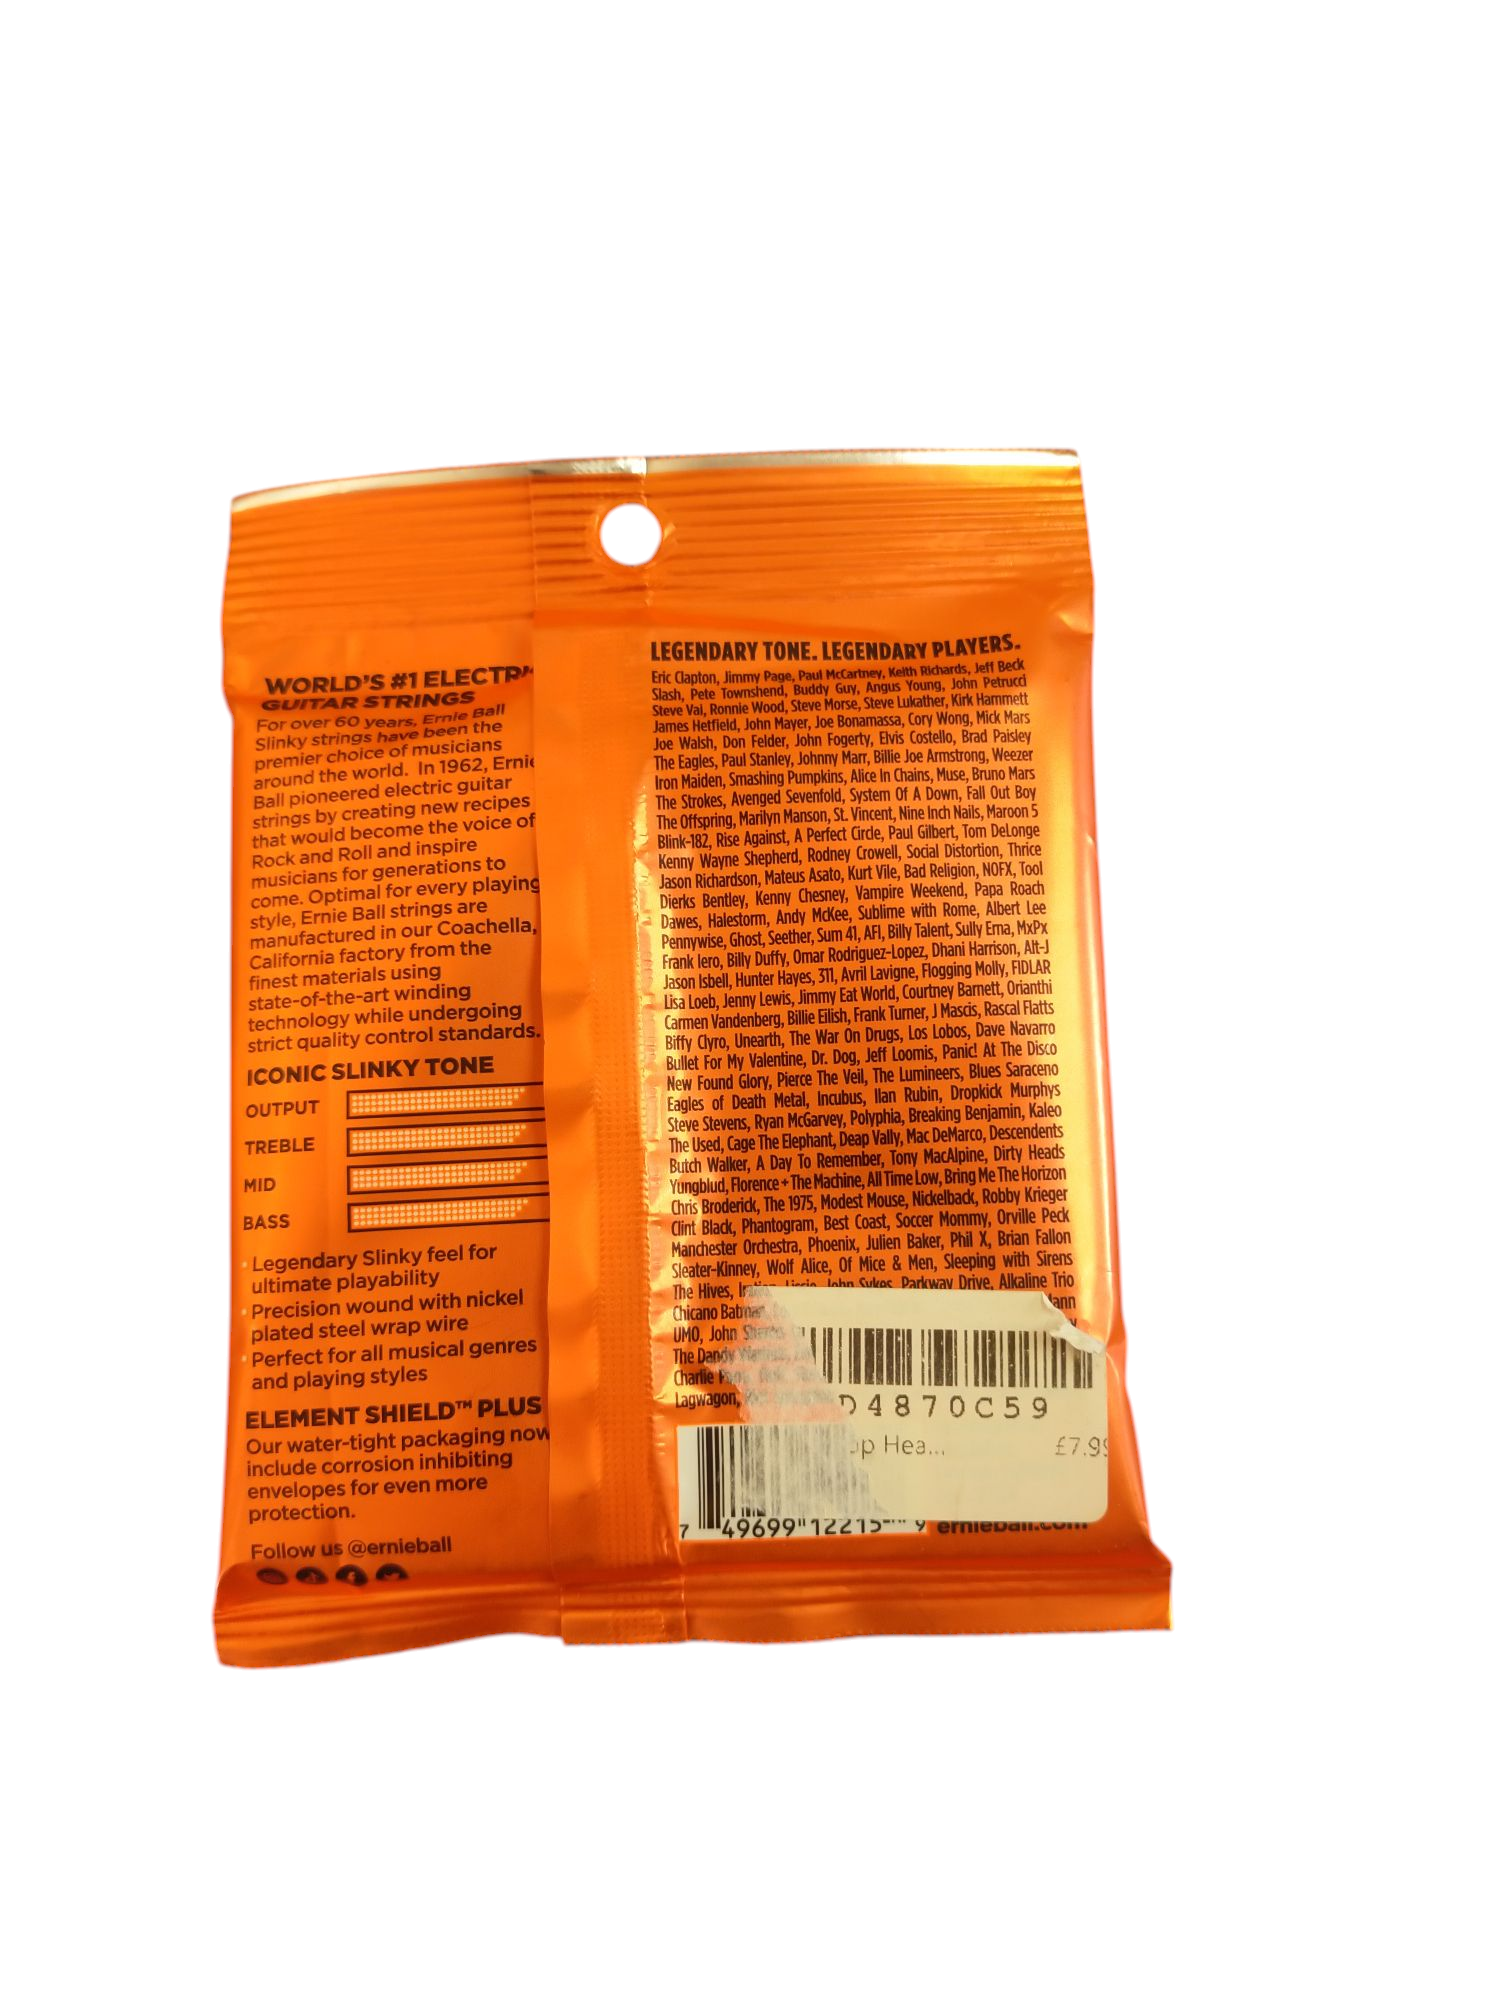 WORLD'S #1 ELECTRI
GUITAR STRINGS
For over 60 years, Ernie Ball
Slinky strings have been the
premier choice of musicians
around the world. In 1962, Ernie
Ball pioneered electric guitar
strings by creating new recipes
that would become the voice of
Rock and Roll and inspire
musicians for generations to
come. Optimal for every playing
style, Ernie Ball strings are
manufactured in our Coachella,
California factory from the
finest materials using
state-of-the-art winding
technology while undergoing
strict quality control standards.
ICONIC SLINKY TONE
OUTPUT
TREBLE
MID
BASS
· Legendary Slinky feel for
ultimate playability
· Precision wound with nickel
plated steel wrap wire
· Perfect for all musical genres
and playing styles
ELEMENT SHIELD™ PLUS
Our water-tight packaging now
include corrosion inhibiting
envelopes for even more
protection.
Follow us @ernieball
LEGENDARY TONE. LEGENDARY PLAYERS.
Eric Clapton, Jimmy Page, Paul McCartney, Keith Richards, Jeff Beck
Slash, Pete Townshend, Buddy Guy, Angus Young, John Petrucci
Steve Vai, Ronnie Wood, Steve Morse, Steve Lukather, Kirk Hammett
James Hetfield, John Mayer, Joe Bonamassa, Cory Wong, Mick Mars
Joe Walsh, Don Felder, John Fogerty, Elvis Costello, Brad Paisley
The Eagles, Paul Stanley, Johnny Marr, Billie Joe Armstrong, Weezer
Iron Maiden, Smashing Pumpkins, Alice In Chains, Muse, Bruno Mars
The Strokes, Avenged Sevenfold, System Of A Down, Fall Out Boy
The Offspring, Marilyn Manson, St. Vincent, Nine Inch Nails, Maroon 5
Blink-182, Rise Against, A Perfect Circle, Paul Gilbert, Tom DeLonge
Kenny Wayne Shepherd, Rodney Crowell, Social Distortion, Thrice
Jason Richardson, Mateus Asato, Kurt Vile, Bad Religion, NOFX, Tool
Dierks Bentley, Kenny Chesney, Vampire Weekend, Papa Roach
Dawes, Halestorm, Andy McKee, Sublime with Rome, Albert Lee
Pennywise, Ghost, Seether, Sum 41, AFI, Billy Talent, Sully Erna, MxPx
Frank Iero, Billy Duffy, Omar Rodriguez-Lopez, Dhani Harrison, Alt-J
Jason Isbell, Hunter Hayes, 311, Avril Lavigne, Flogging Molly, FIDLAR
Lisa Loeb, Jenny Lewis, Jimmy Eat World, Courtney Barnett, Orianthi
Carmen Vandenberg, Billie Eilish, Frank Turner, J Mascis, Rascal Flatts
Biffy Clyro, Unearth, The War On Drugs, Los Lobos, Dave Navarro
Bullet For My Valentine, Dr. Dog, Jeff Loomis, Panic! At The Disco
New Found Glory, Pierce The Veil, The Lumineers, Blues Saraceno
Eagles of Death Metal, Incubus, Ilan Rubin, Dropkick Murphys
Steve Stevens, Ryan McGarvey, Polyphia, Breaking Benjamin, Kaleo
The Used, Cage The Elephant, Deap Vally, Mac DeMarco, Descendents
Butch Walker, A Day To Remember, Tony MacAlpine, Dirty Heads
Yungblud, Florence + The Machine, All Time Low, Bring Me The Horizon
Chris Broderick, The 1975, Modest Mouse, Nickelback, Robby Krieger
Clint Black, Phantogram, Best Coast, Soccer Mommy, Orville Peck
Manchester Orchestra, Phoenix, Julien Baker, Phil X, Brian Fallon
Sleater-Kinney, Wolf Alice, Of Mice & Men, Sleeping with Sirens
The Hives, John Sykes, Parkway Drive, Alkaline Trio
Chicano Batman,
UMO, John
The Dandy
Charlie
Lagwagon,
D4870C59
op Hea... £7.99
7 49699 12215 9 ernieball.com